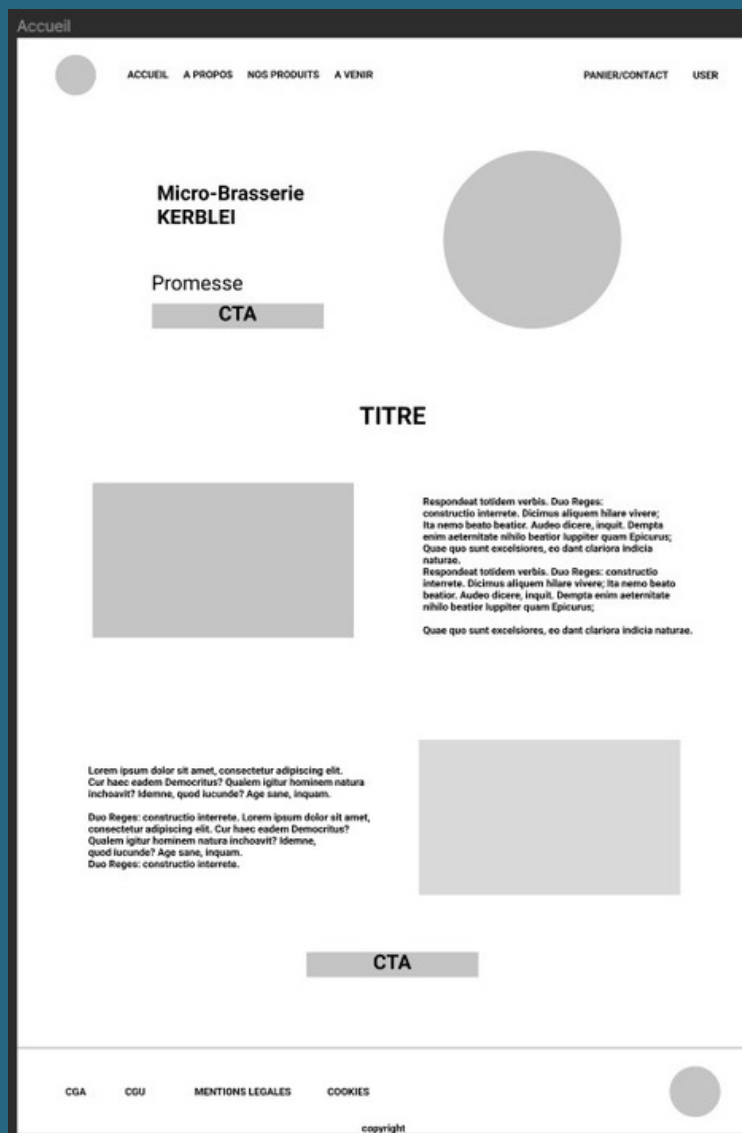 Accueil
ACCUEIL A PROPOS NOS PRODUITS A VENIR PANIER/CONTACT USER
Micro-Brasserie
KERBLEI
Promesse
CTA
TITRE
Respondeat totidem verbis. Duo Reges:
constructio interrete. Dicimus aliquem hilare vivere;
Ita nemo beato beatior. Audeo dicere, inquit. Dempta
enim aeternitate nihilo beatior Iuppiter quam Epicurus;
Quae quo sunt excelsiores, eo dant clariora indicia
naturae.
Respondeat totidem verbis. Duo Reges: constructio
interrete. Dicimus aliquem hilare vivere; Ita nemo beato
beatior. Audeo dicere, inquit. Dempta enim aeternitate
nihilo beatior Iuppiter quam Epicurus;
Quae quo sunt excelsiores, eo dant clariora indicia naturae.
Lorem ipsum dolor sit amet, consectetur adipiscing elit.
Cur haec eadem Democritus? Qualem igitur hominem natura
inchoavit? Idemne, quod iucunde? Age sane, inquam.
Duo Reges: constructio interrete. Lorem ipsum dolor sit amet,
consectetur adipiscing elit. Cur haec eadem Democritus?
Qualem igitur hominem natura inchoavit? Idemne,
quod iucunde? Age sane, inquam.
Duo Reges: constructio interrete.
CTA
CGA CGU MENTIONS LEGALES COOKIES
copyright